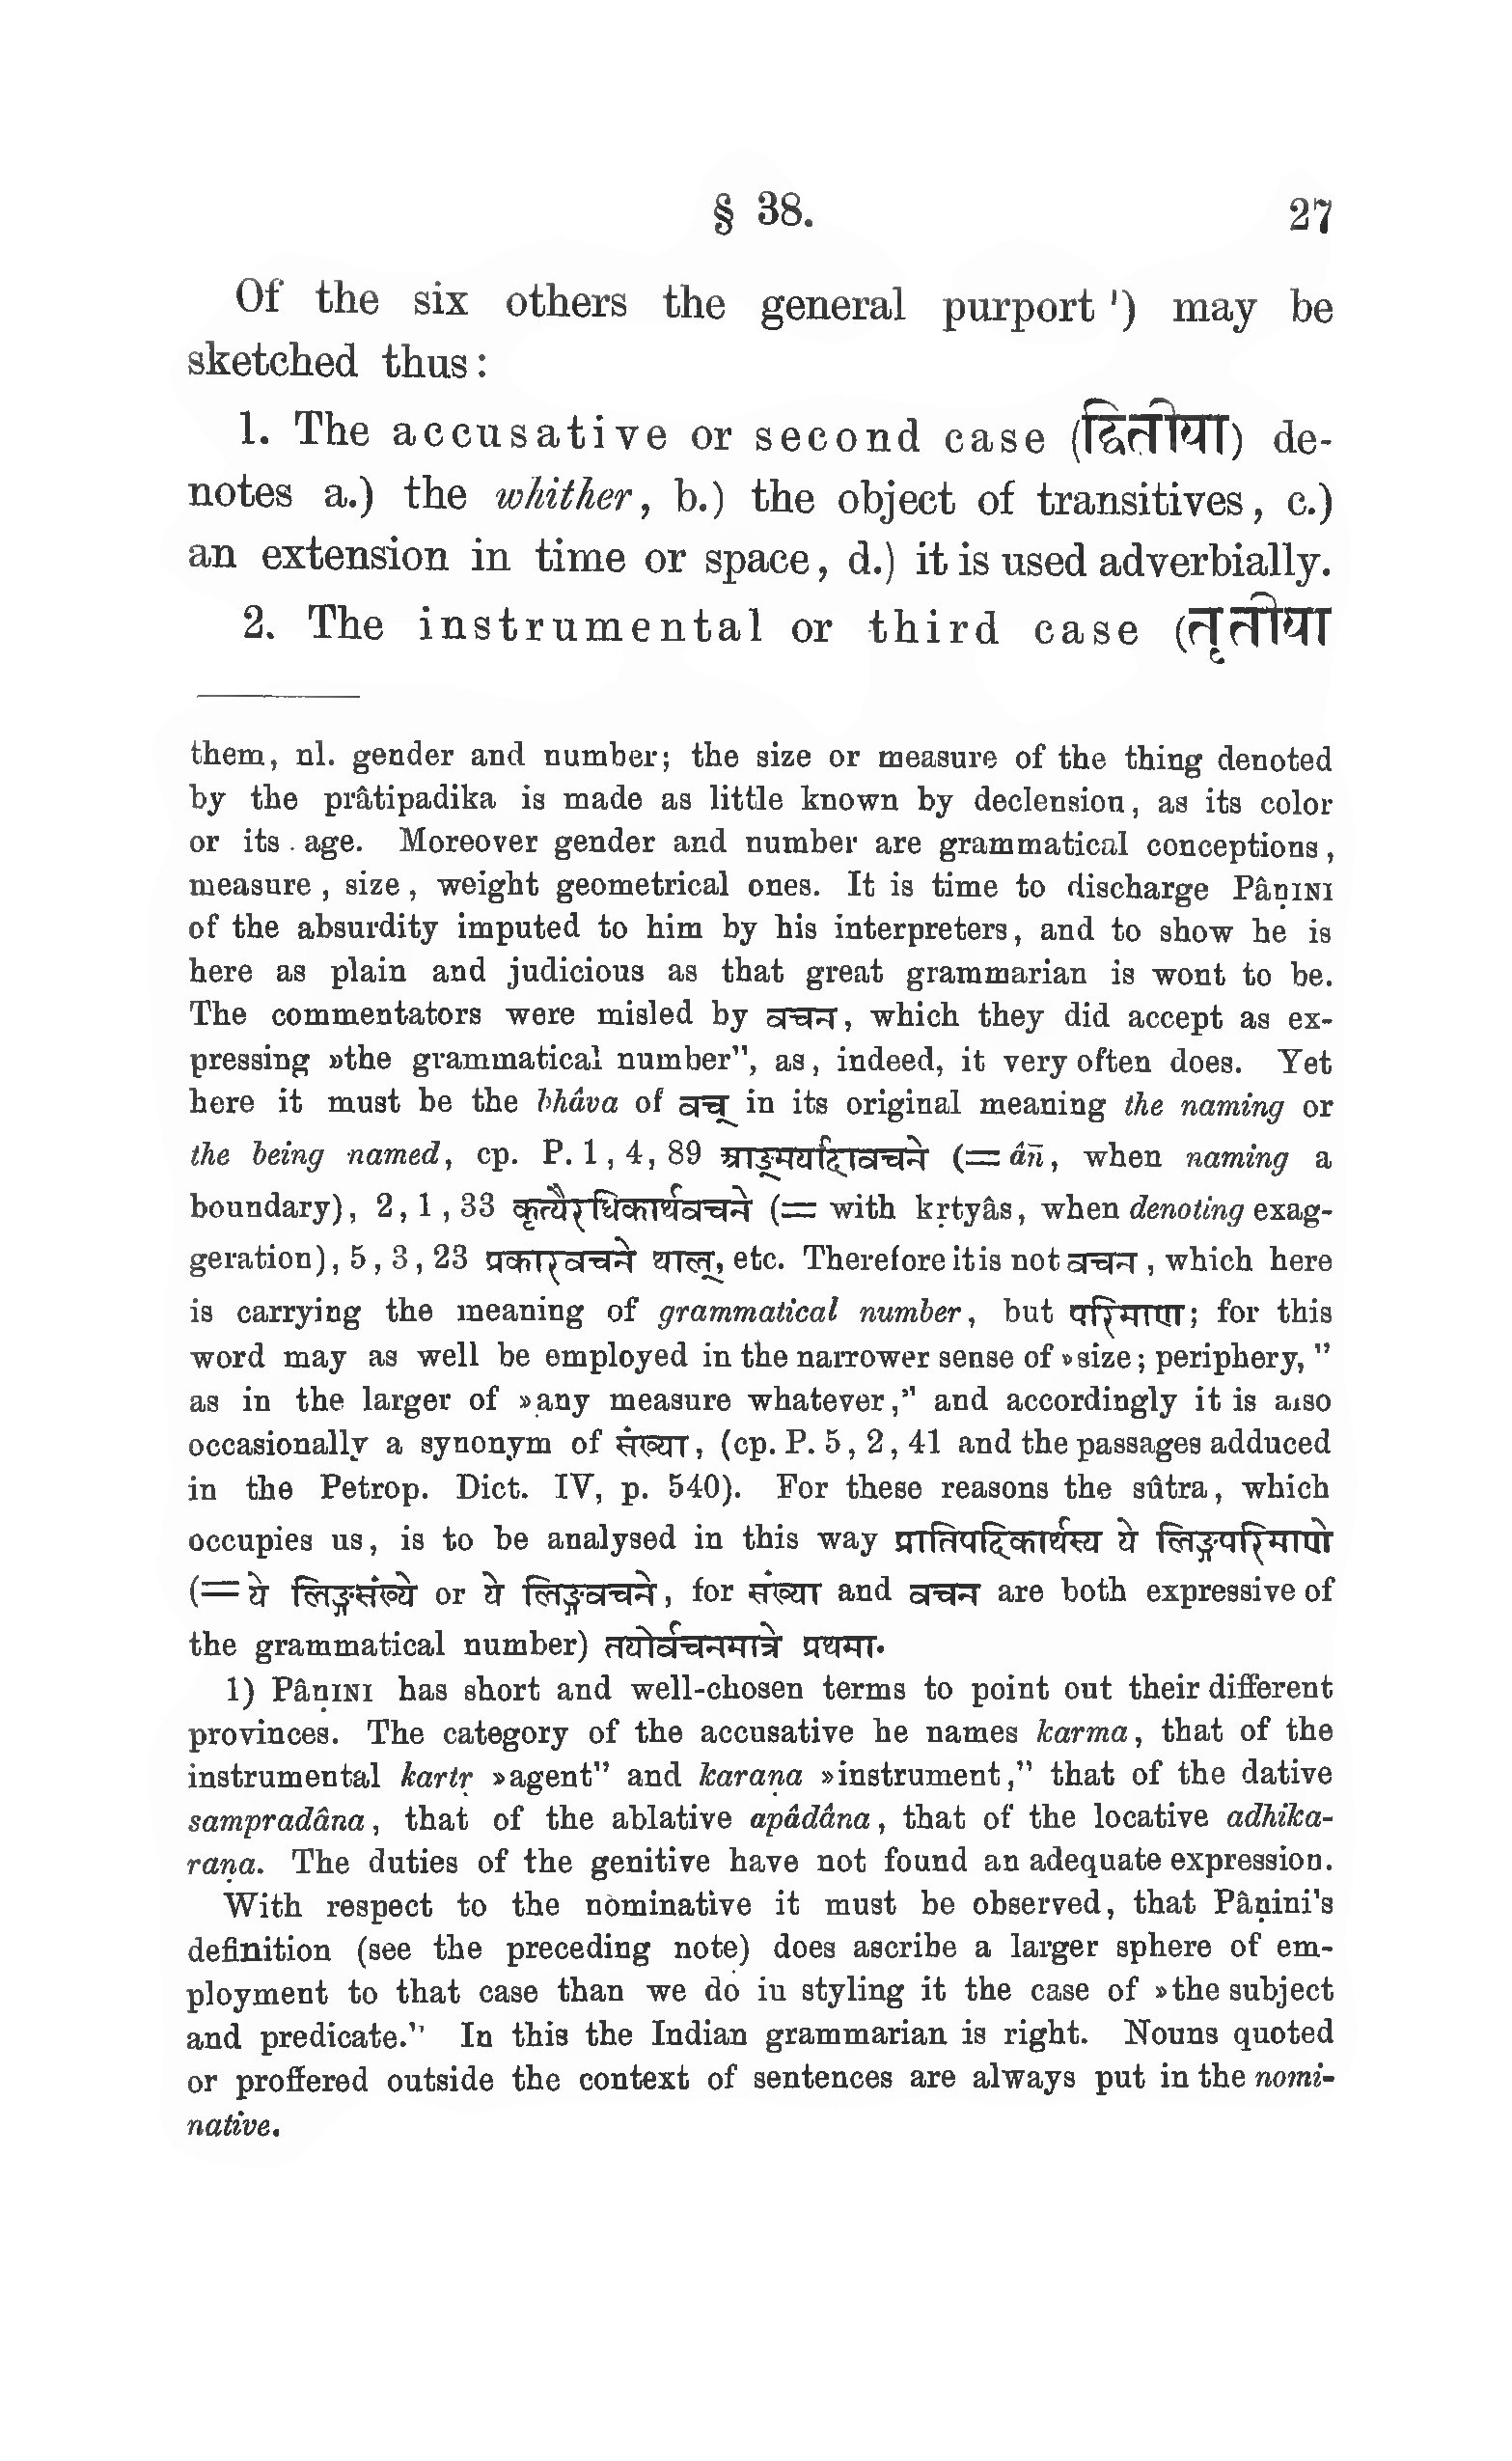 § 38. 27
Of the six others the general purport ¹) may be
sketched thus:
1. The accusative or second case (द्वितीया) de-
notes a.) the whither, b.) the object of transitives, c.)
an extension in time or space, d.) it is used adverbially.
2. The instrumental or third case (तृतीया
them, nl. gender and number; the size or measure of the thing denoted
by the prâtipadika is made as little known by declension, as its color
or its age. Moreover gender and number are grammatical conceptions,
measure, size, weight geometrical ones. It is time to discharge Pâṇini
of the absurdity imputed to him by his interpreters, and to show he is
here as plain and judicious as that great grammarian is wont to be.
The commentators were misled by वचन, which they did accept as ex-
pressing »the grammatical number", as, indeed, it very often does. Yet
here it must be the bhâva of वच् in its original meaning the naming or
the being named, cp. P. 1, 4, 89 आङ्मर्यादावचने (= âṅ, when naming a
boundary), 2, 1, 33 कृत्यैरधिकार्थवचने (= with kṛtyâs, when denoting exag-
geration), 5, 3, 23 प्रकारवचने थाल्, etc. Therefore it is not वचन, which here
is carrying the meaning of grammatical number, but परिमाण; for this
word may as well be employed in the narrower sense of »size; periphery,"
as in the larger of »any measure whatever," and accordingly it is also
occasionally a synonym of संख्या, (cp. P. 5, 2, 41 and the passages adduced
in the Petrop. Dict. IV, p. 540). For these reasons the sûtra, which
occupies us, is to be analysed in this way प्रातिपदिकार्थस्य ये लिङ्गपरिमाणे
(= ये लिङ्गसंख्ये or ये लिङ्गवचने, for संख्या and वचन are both expressive of
the grammatical number) तयोर्वचनमात्रे प्रथमा.
1) Pâṇini has short and well-chosen terms to point out their different
provinces. The category of the accusative he names karma, that of the
instrumental kartṛ »agent" and karaṇa »instrument," that of the dative
sampradâna, that of the ablative apâdâna, that of the locative adhika-
raṇa. The duties of the genitive have not found an adequate expression.
With respect to the nominative it must be observed, that Pâṇini's
definition (see the preceding note) does ascribe a larger sphere of em-
ployment to that case than we do in styling it the case of »the subject
and predicate." In this the Indian grammarian is right. Nouns quoted
or proffered outside the context of sentences are always put in the nomi-
native.